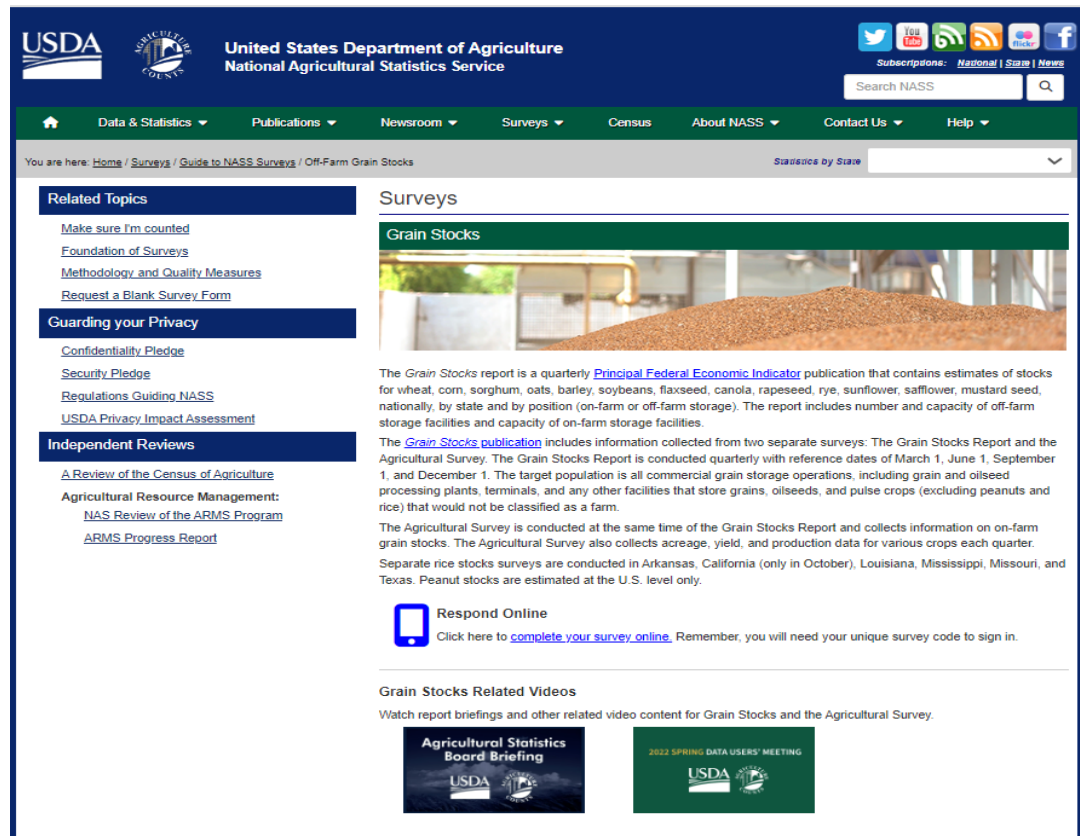 USDA
AGRICULTURE
COUNTS
United States Department of Agriculture
National Agricultural Statistics Service
You
Tube
flickr
Subscriptions: National | State | News
Search NASS
Data & Statistics
Publications
Newsroom
Surveys
Census
About NASS
Contact Us
Help
You are here: Home / Surveys / Guide to NASS Surveys / Off-Farm Grain Stocks
Statistics by State
Related Topics
Make sure I'm counted
Foundation of Surveys
Methodology and Quality Measures
Request a Blank Survey Form
Guarding your Privacy
Confidentiality Pledge
Security Pledge
Regulations Guiding NASS
USDA Privacy Impact Assessment
Independent Reviews
A Review of the Census of Agriculture
Agricultural Resource Management:
NAS Review of the ARMS Program
ARMS Progress Report
Surveys
Grain Stocks
The Grain Stocks report is a quarterly Principal Federal Economic Indicator publication that contains estimates of stocks
for wheat, corn, sorghum, oats, barley, soybeans, flaxseed, canola, rapeseed, rye, sunflower, safflower, mustard seed,
nationally, by state and by position (on-farm or off-farm storage). The report includes number and capacity of off-farm
storage facilities and capacity of on-farm storage facilities.
The Grain Stocks publication includes information collected from two separate surveys: The Grain Stocks Report and the
Agricultural Survey. The Grain Stocks Report is conducted quarterly with reference dates of March 1, June 1, September
1, and December 1. The target population is all commercial grain storage operations, including grain and oilseed
processing plants, terminals, and any other facilities that store grains, oilseeds, and pulse crops (excluding peanuts and
rice) that would not be classified as a farm.
The Agricultural Survey is conducted at the same time of the Grain Stocks Report and collects information on on-farm
grain stocks. The Agricultural Survey also collects acreage, yield, and production data for various crops each quarter.
Separate rice stocks surveys are conducted in Arkansas, California (only in October), Louisiana, Mississippi, Missouri, and
Texas. Peanut stocks are estimated at the U.S. level only.
Respond Online
Click here to complete your survey online. Remember, you will need your unique survey code to sign in.
Grain Stocks Related Videos
Watch report briefings and other related video content for Grain Stocks and the Agricultural Survey.
Agricultural Statistics
Board Briefing
USDA
2022 SPRING DATA USERS' MEETING
USDA